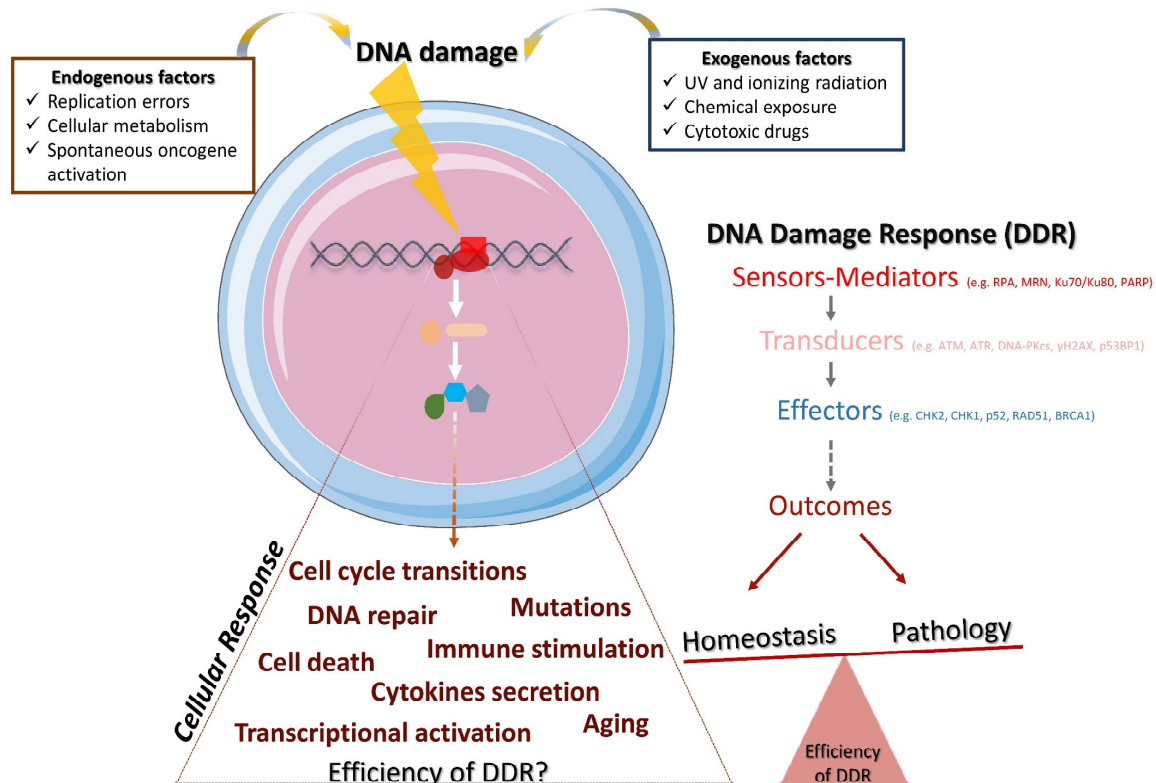 DNA damage
Endogenous factors
✓ Replication errors
✓ Cellular metabolism
✓ Spontaneous oncogene
activation
Exogenous factors
✓ UV and ionizing radiation
✓ Chemical exposure
✓ Cytotoxic drugs
DNA Damage Response (DDR)
Sensors-Mediators (e.g. RPA, MRN, Ku70/Ku80, PARP)
Transducers (e.g. ATM, ATR, DNA-PKcs, γH2AX, p53BP1)
Effectors (e.g. CHK2, CHK1, p52, RAD51, BRCA1)
Outcomes
Homeostasis
Pathology
Efficiency
of DDR
Cellular Response
Cell cycle transitions
DNA repair
Mutations
Cell death
Immune stimulation
Cytokines secretion
Transcriptional activation
Aging
Efficiency of DDR?